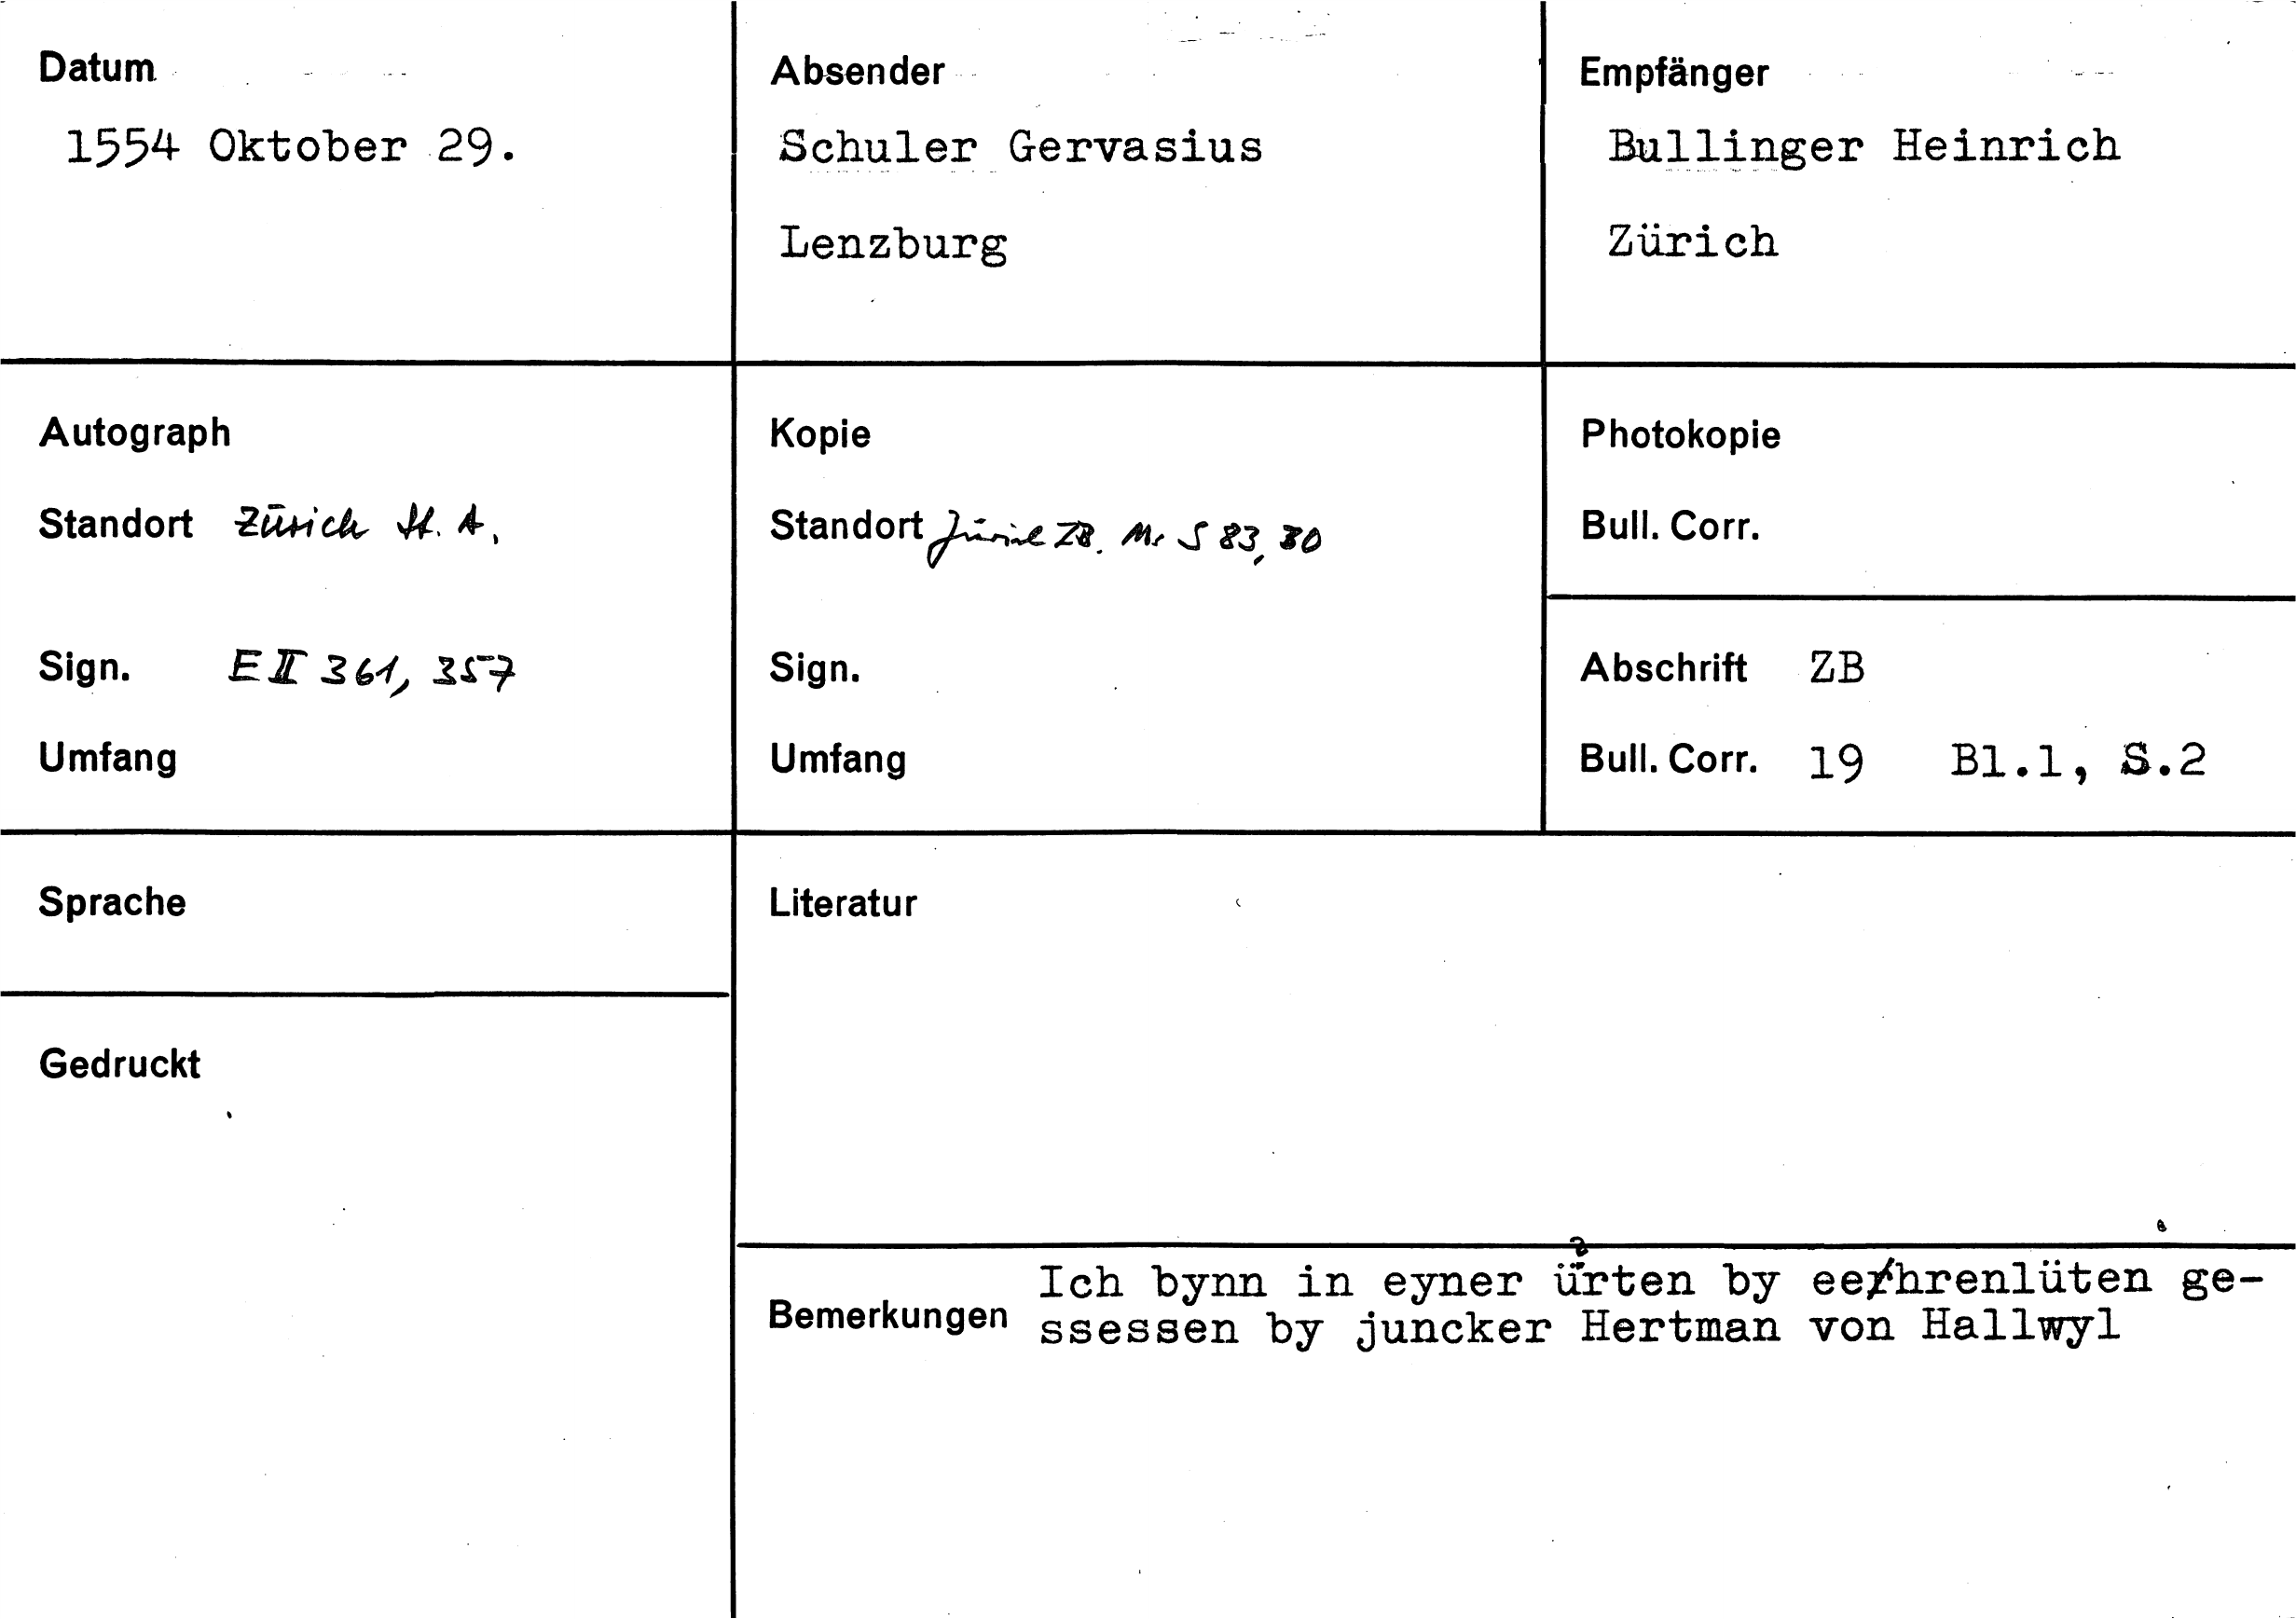 Datum
1554 Oktober 29.
Absender
Schuler Gervasius
Lenzburg
Empfänger
Bullinger Heinrich
Zürich
Autograph
Standort Zürich St. A.
Sign. E II 361, 357
Umfang
Kopie
Standort Zürich ZB. Ms S 83, 80
Sign.
Umfang
Photokopie
Bull. Corr.
Abschrift ZB
Bull. Corr. 19 Bl.1, S.2
Sprache
Gedruckt
Literatur
Bemerkungen
Ich bynn in eyner ürten by eerhrenlüten ge-
ssessen by juncker Hertman von Hallwyl